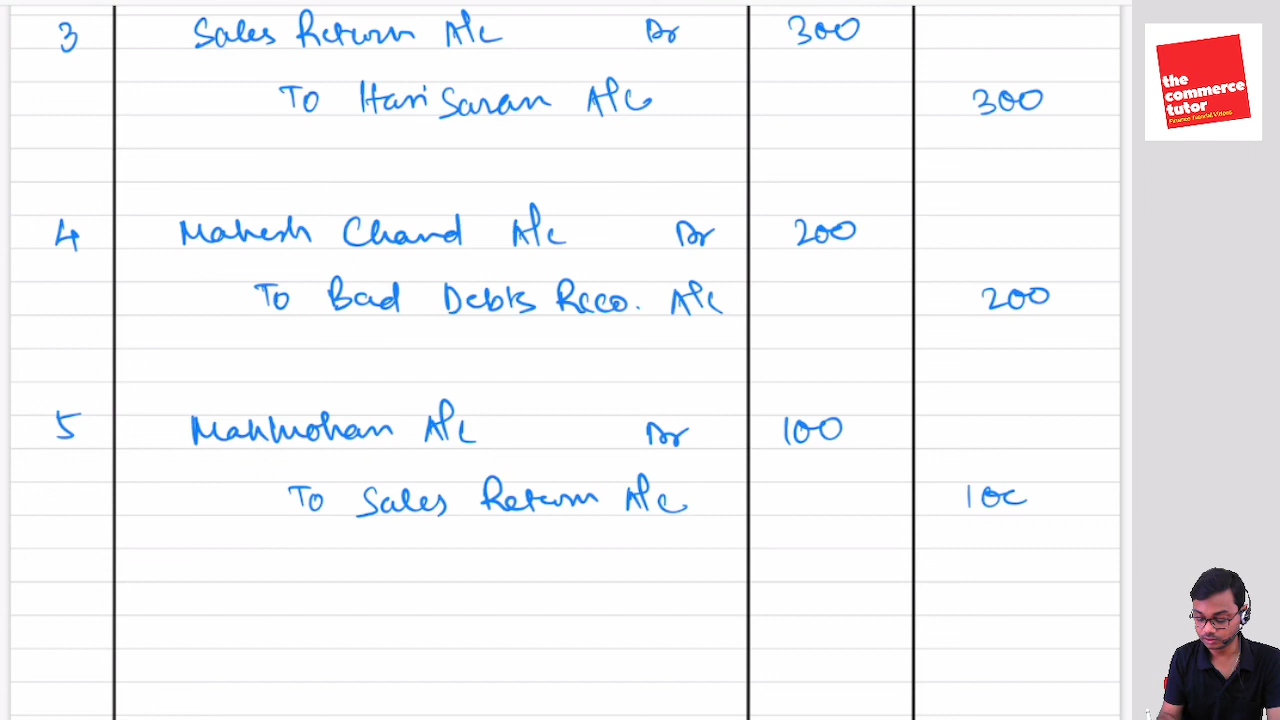 3 Sales Return A/c Dr 300
To Hari Saran A/c 300
4 Mahesh Chand A/c Dr 200
To Bad Debts Reco. A/c 200
5 Manmohan A/c Dr 100
To Sales Return A/c 100
the
commerce
tutor